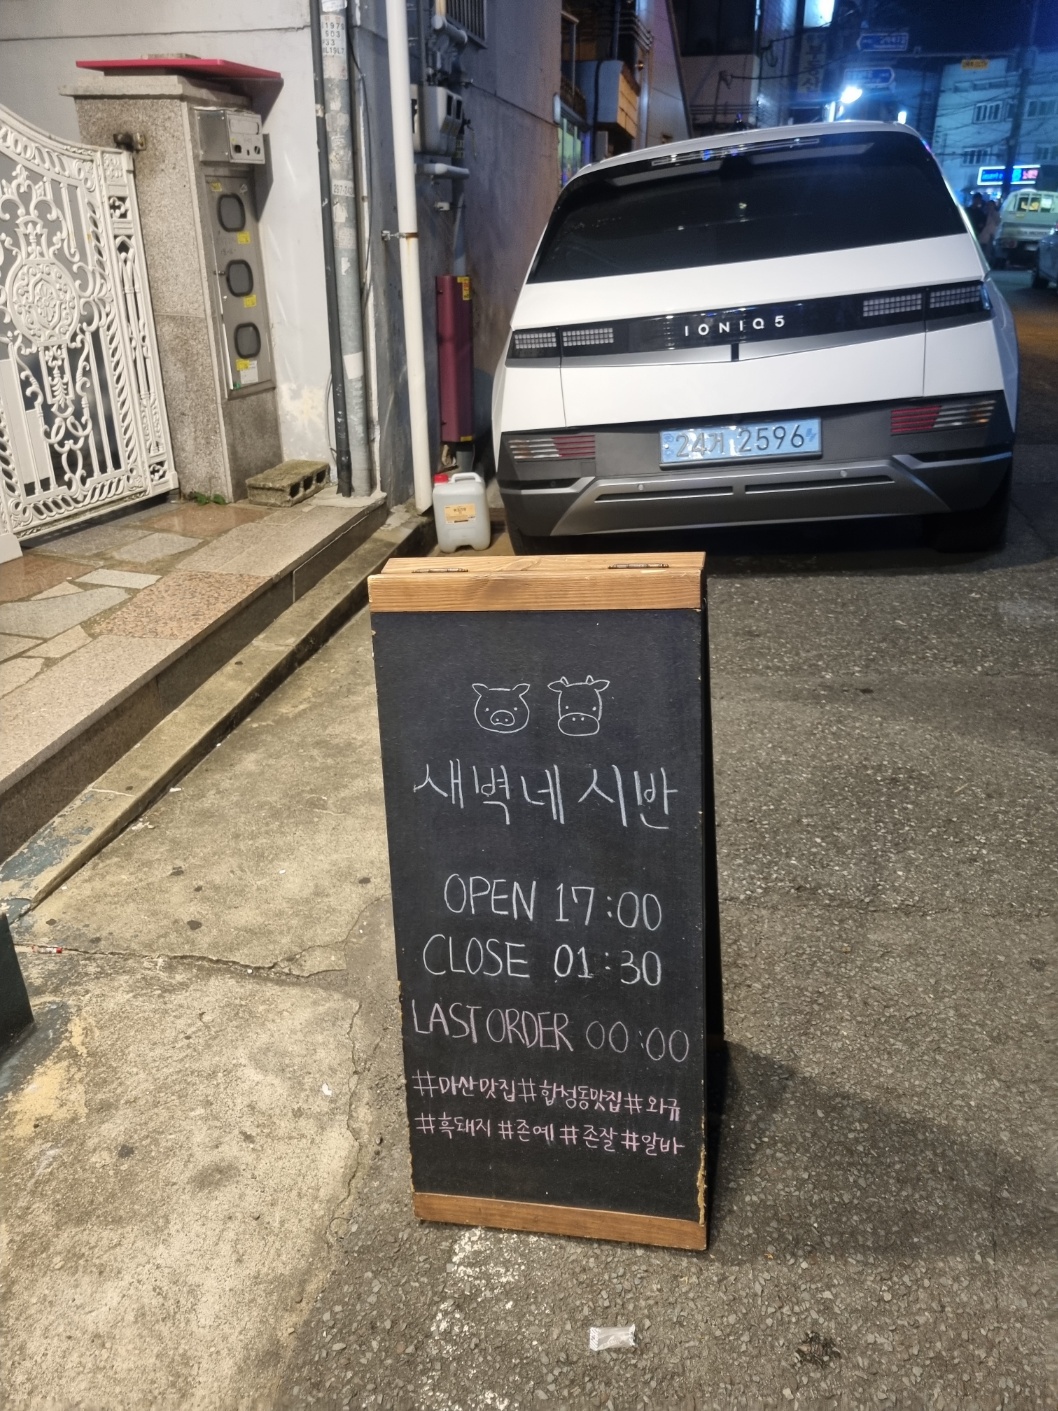 IONIQ 5
24거 2596
새벽네 시반
OPEN 17:00
CLOSE 01:30
LAST ORDER 00:00
#마산맛집#합성동맛집#와규
#흑돼지 #존예 #존잘 #알바